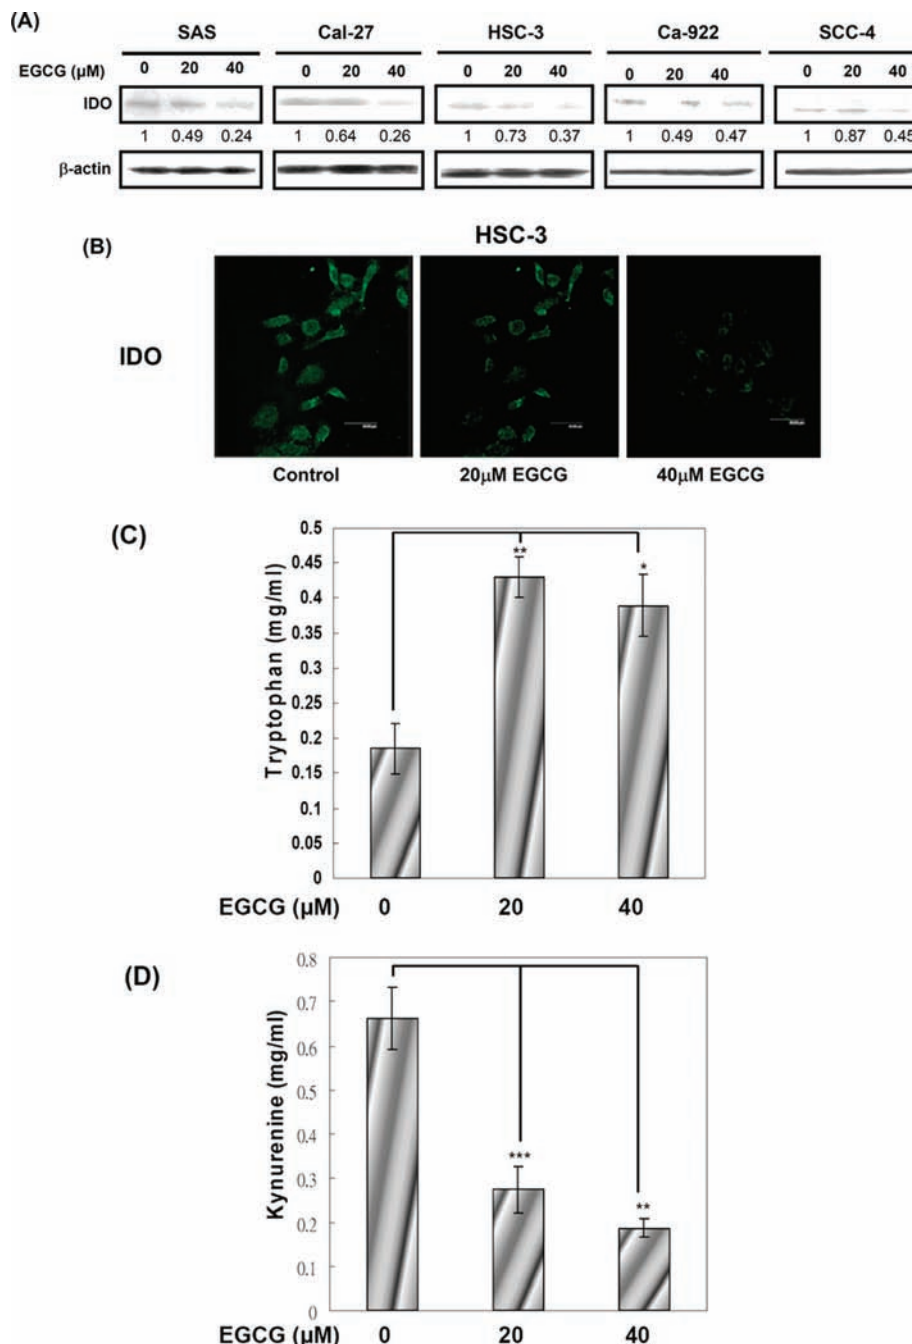 (A)
SAS Cal-27 HSC-3 Ca-922 SCC-4
EGCG (µM) 0 20 40 0 20 40 0 20 40 0 20 40 0 20 40
IDO
1 0.49 0.24 1 0.64 0.26 1 0.73 0.37 1 0.49 0.47 1 0.87 0.45
β-actin
(B)
HSC-3
IDO
Control 20µM EGCG 40µM EGCG
(C)
Tryptophan (mg/ml)
0.5
0.45
0.4
0.35
0.3
0.25
0.2
0.15
0.1
0.05
0
** *
EGCG (µM) 0 20 40
(D)
Kynurenine (mg/ml)
0.8
0.7
0.6
0.5
0.4
0.3
0.2
0.1
0
*** **
EGCG (µM) 0 20 40